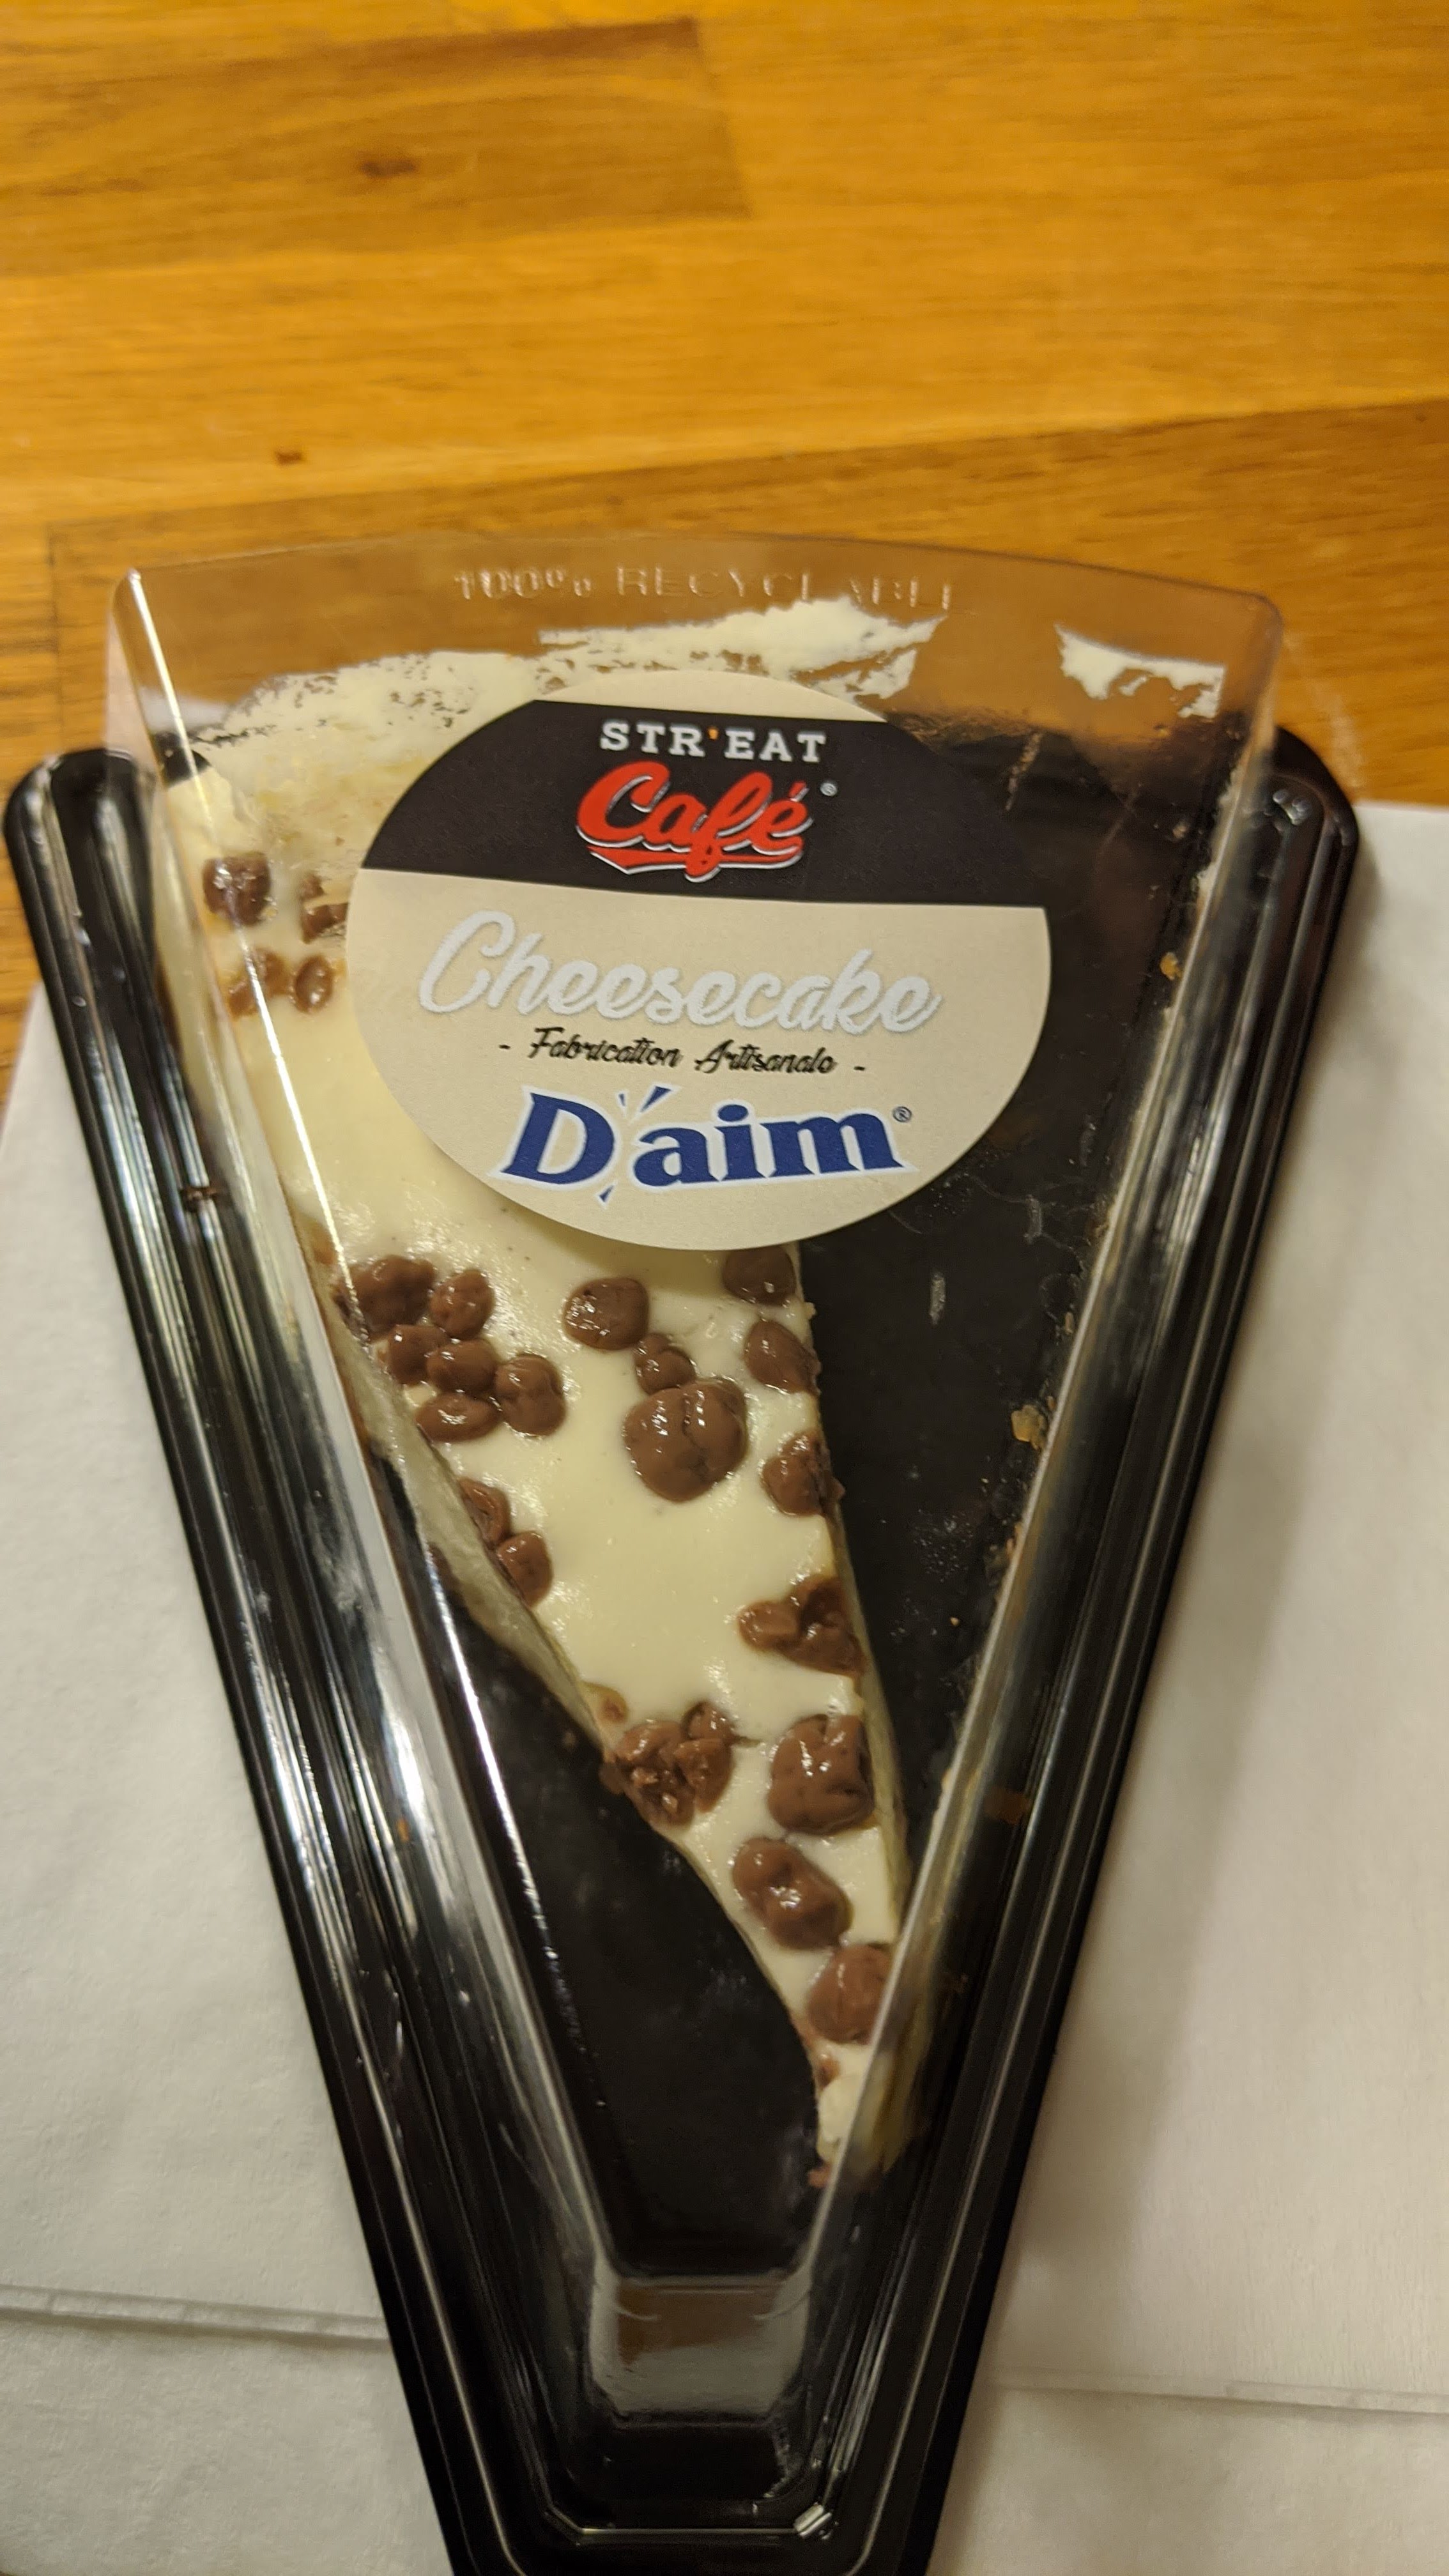 100% RECYCLABLE
STR'EAT
Café®
Cheesecake
- Fabrication Artisanale -
Daim®